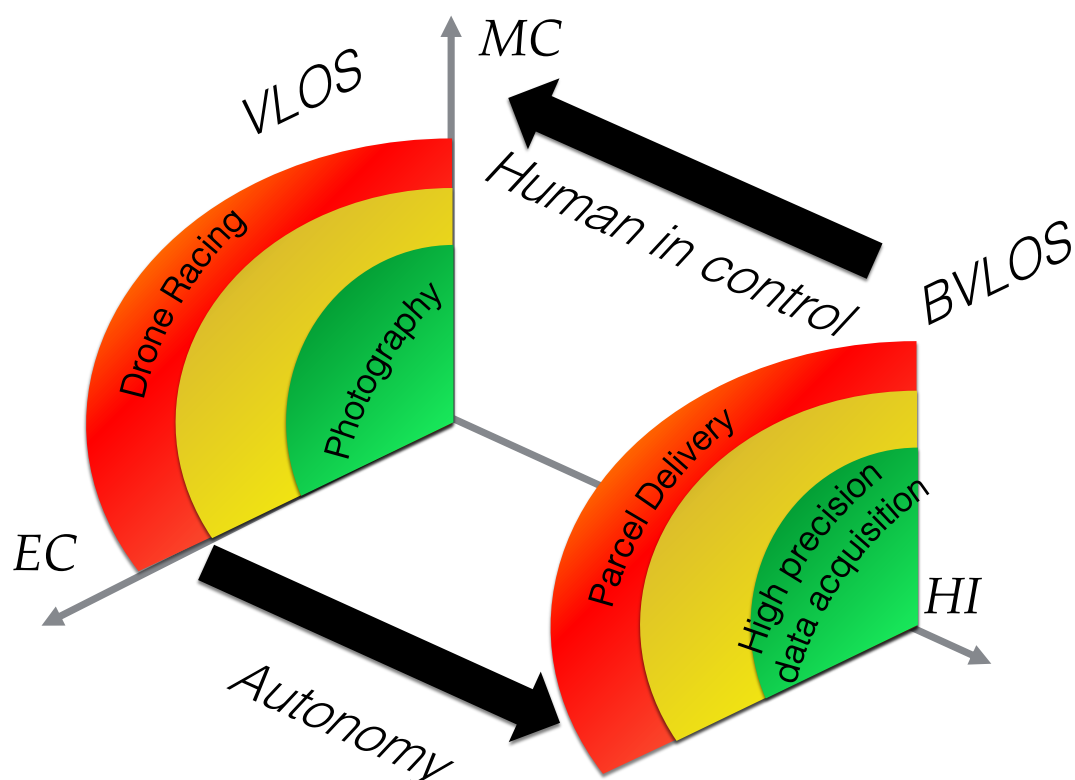 MC
VLOS
Human in control
Drone Racing
Photography
BVLOS
EC
Parcel Delivery
High precision
data acquisition
HI
Autonomy